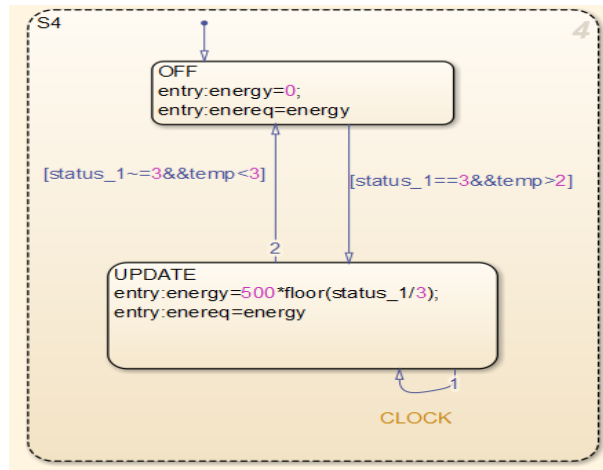 S4
4
OFF
entry:energy=0;
entry:enereq=energy
[status_1~=3&&temp<3]
[status_1==3&&temp>2]
2
UPDATE
entry:energy=500*floor(status_1/3);
entry:enereq=energy
1
CLOCK